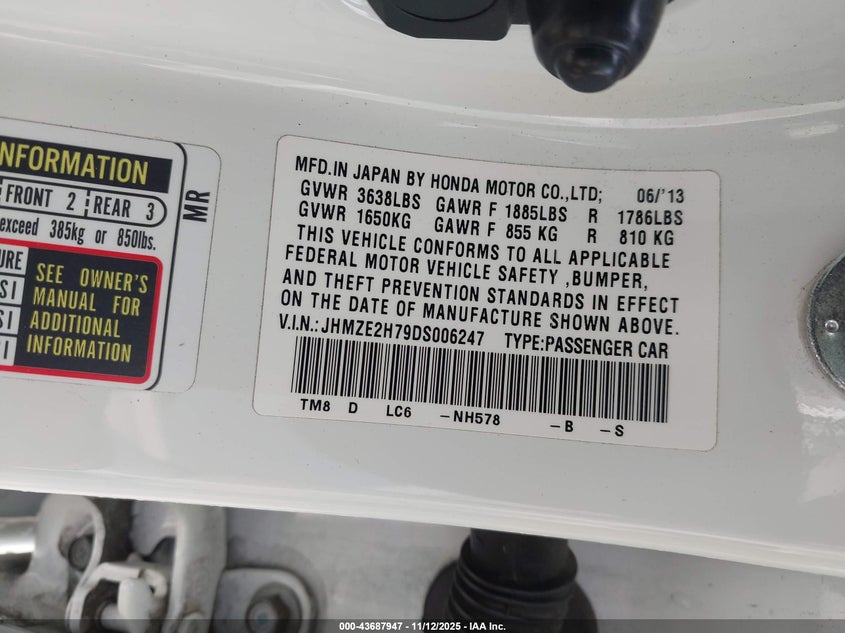 NFORMATION
FRONT 2 REAR 3
exceed 385kg or 850lbs.
URE
SI
SI
PI
SEE OWNER'S
MANUAL FOR
ADDITIONAL
INFORMATION
MR
MFD.IN JAPAN BY HONDA MOTOR CO.,LTD; 06/'13
GVWR 3638LBS GAWR F 1885LBS R 1786LBS
GVWR 1650KG GAWR F 855 KG R 810 KG
THIS VEHICLE CONFORMS TO ALL APPLICABLE
FEDERAL MOTOR VEHICLE SAFETY ,BUMPER,
AND THEFT PREVENTION STANDARDS IN EFFECT
ON THE DATE OF MANUFACTURE SHOWN ABOVE.
V.I.N.:JHMZE2H79DS006247 TYPE:PASSENGER CAR
TM8 D LC6 -NH578 -B -S
000-43687947 - 11/12/2025 - IAA Inc.